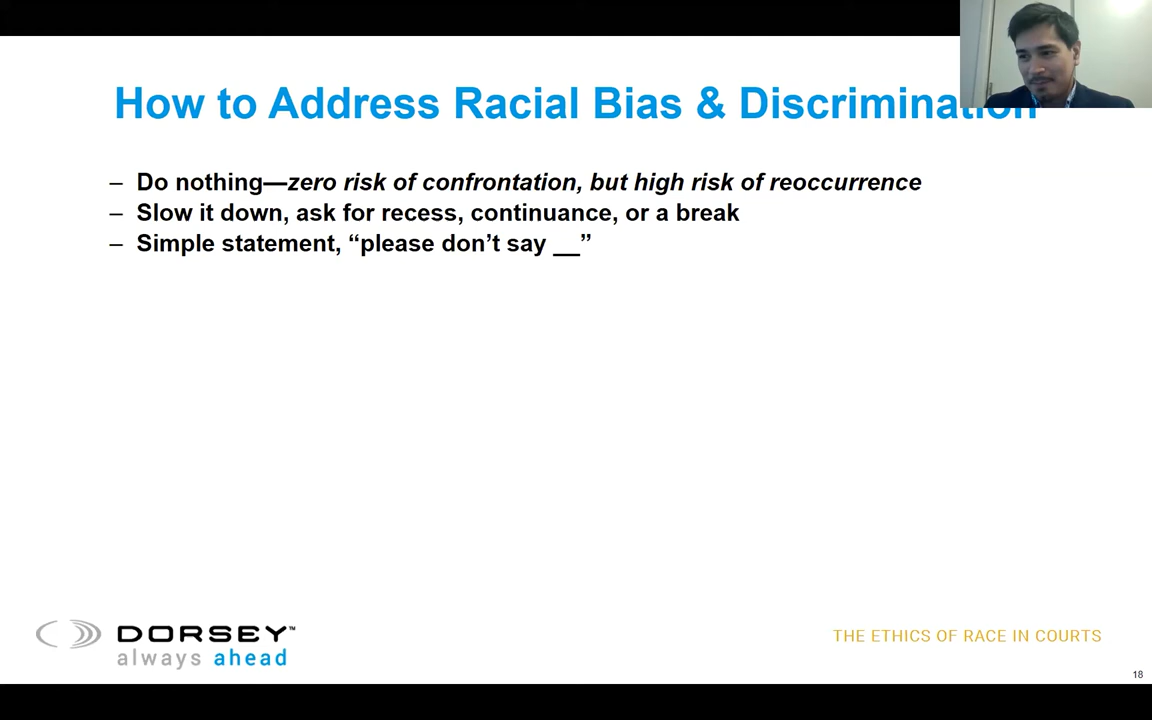 How to Address Racial Bias & Discrimination
– Do nothing—zero risk of confrontation, but high risk of reoccurrence
– Slow it down, ask for recess, continuance, or a break
– Simple statement, “please don’t say __”
DORSEY™
always ahead
THE ETHICS OF RACE IN COURTS
18